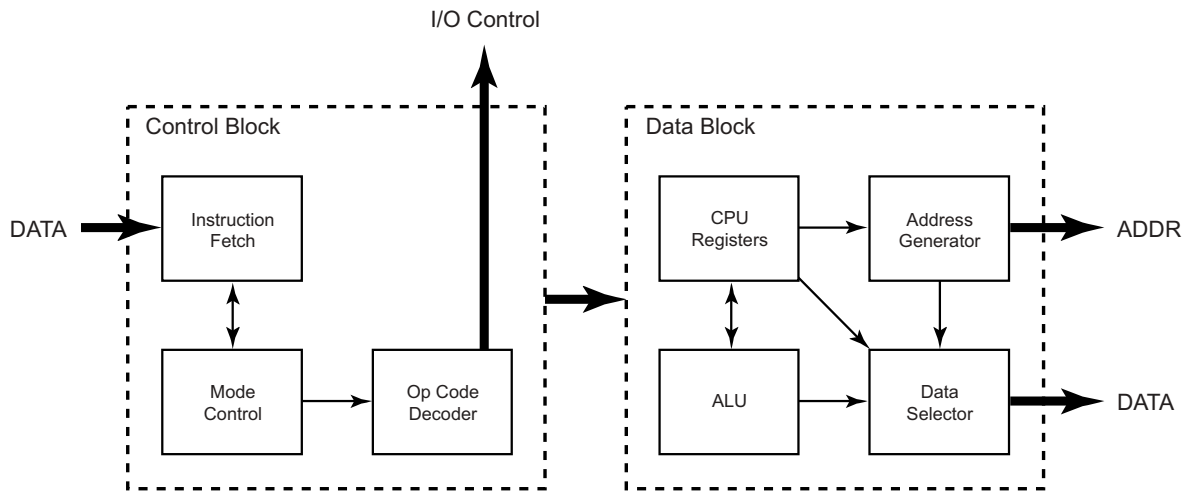 I/O Control
Control Block
Data Block
DATA
Instruction
Fetch
CPU
Registers
Address
Generator
ADDR
Mode
Control
Op Code
Decoder
ALU
Data
Selector
DATA